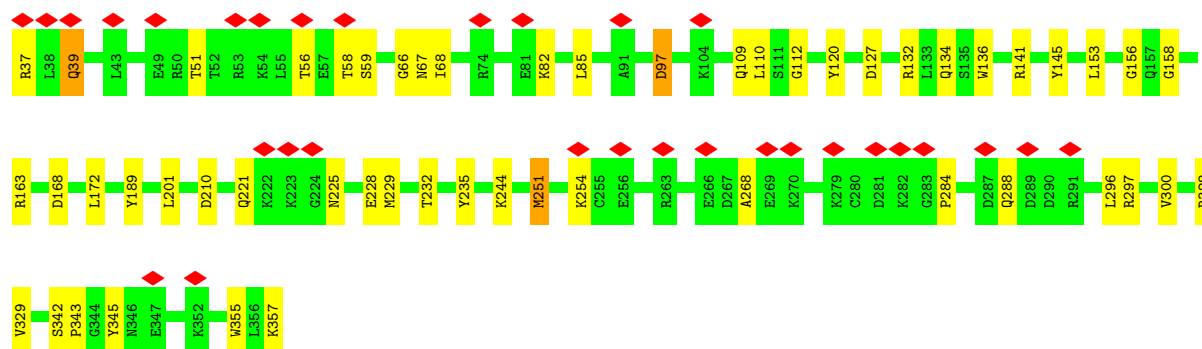 R37 L38 Q39 L43 E49 R50 T51 T52 R53 K54 L55 T56 E57 T58 S59 G66 N67 I68 R74 E81 K82 L85 A91 D97 K104 Q109 L110 S111 G112 Y120 D127 R132 L133 Q134 S135 W136 R141 Y145 L153 G156 Q157 G158
R163 D168 L172 Y189 L201 D210 Q221 K222 K223 G224 N225 E228 M229 T232 Y235 K244 M251 K254 C255 E256 R263 E266 D267 A268 E269 K270 K279 C280 D281 K282 G283 P284 D287 Q288 D289 D290 R291 L296 R297 V300
V329 S342 P343 G344 Y345 N346 E347 K352 W355 L356 K357